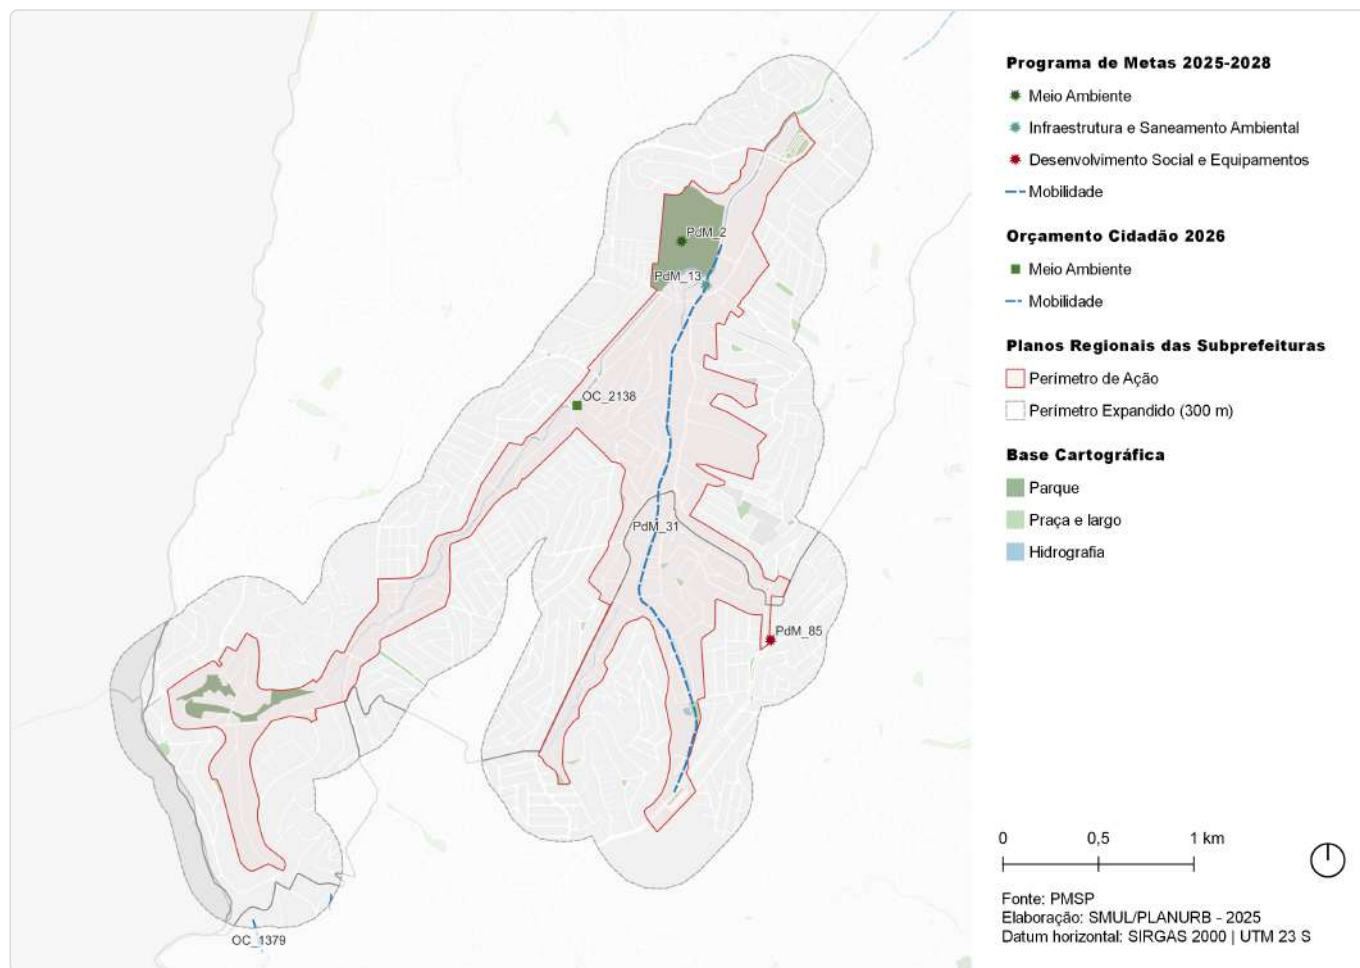 PdM_2
PdM_13
OC_2138
PdM_31
PdM_85
OC_1379
Programa de Metas 2025-2028
Meio Ambiente
Infraestrutura e Saneamento Ambiental
Desenvolvimento Social e Equipamentos
Mobilidade
Orçamento Cidadão 2026
Meio Ambiente
Mobilidade
Planos Regionais das Subprefeituras
Perímetro de Ação
Perímetro Expandido (300 m)
Base Cartográfica
Parque
Praça e largo
Hidrografia
0 0,5 1 km
Fonte: PMSP
Elaboração: SMUL/PLANURB - 2025
Datum horizontal: SIRGAS 2000 | UTM 23 S